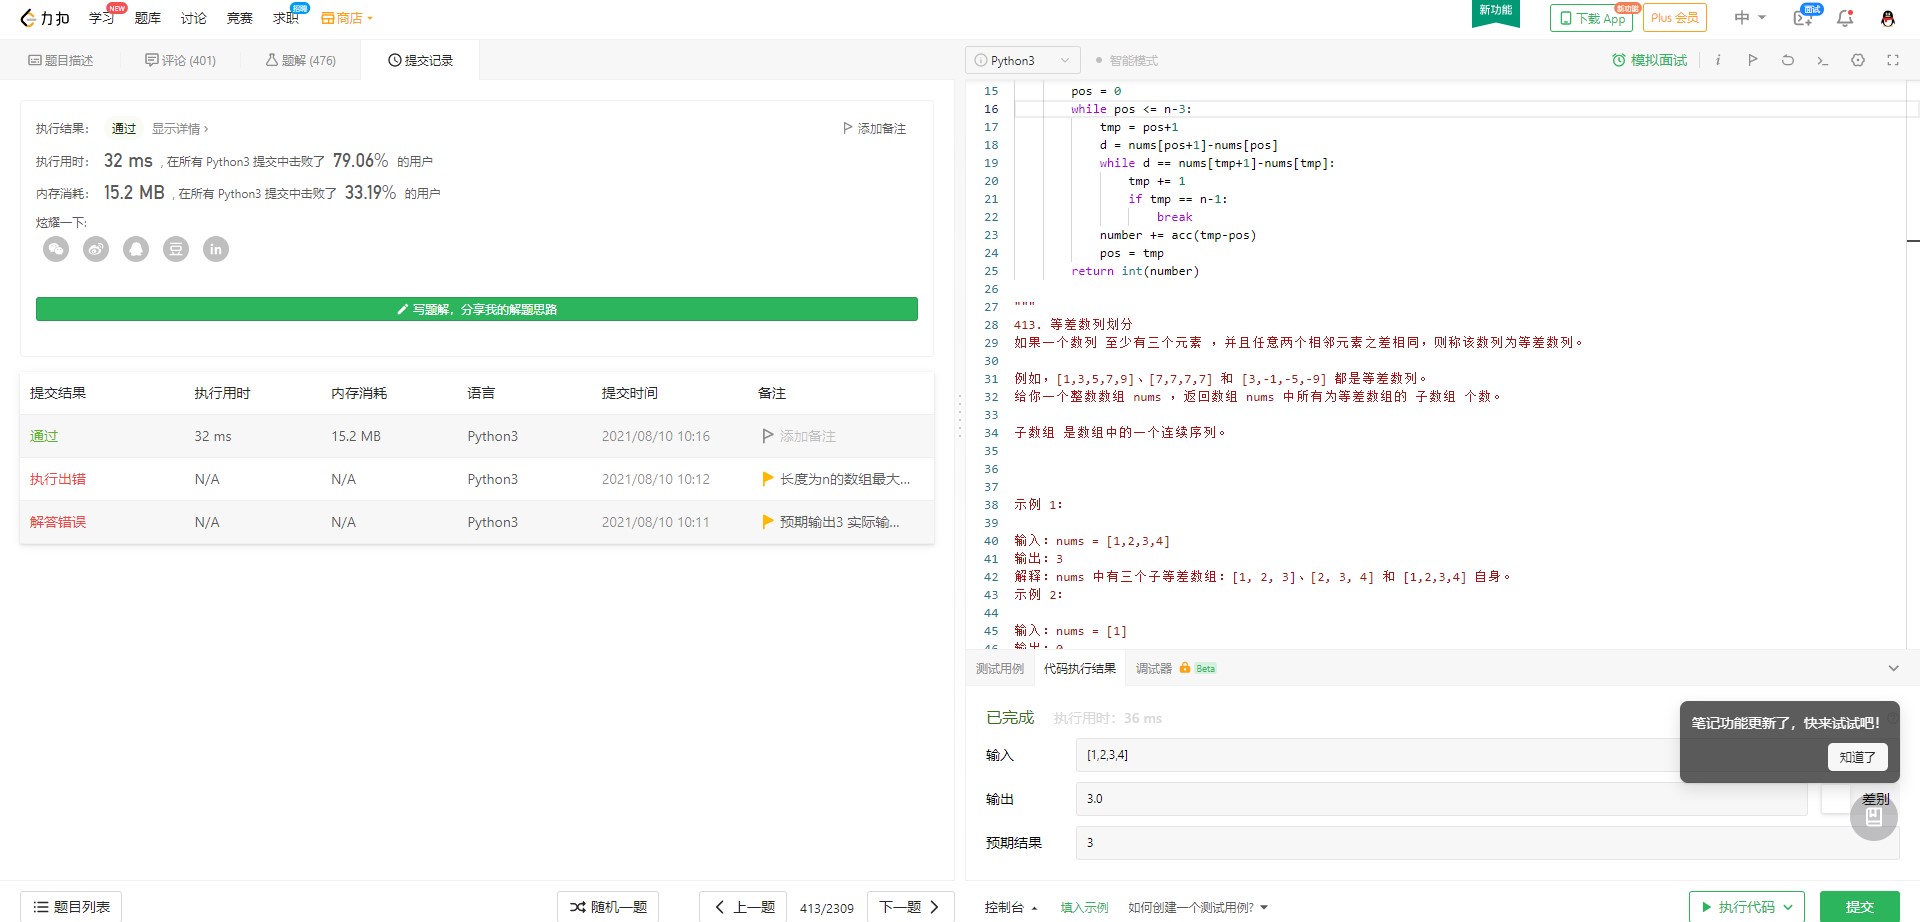 力扣 学习 NEW 题库 讨论 竞赛 求职 招聘 商店
新功能 下载 App 新功能 Plus 会员 中 面试
题目描述 评论 (401) 题解 (476) 提交记录
执行结果: 通过 显示详情 › 添加备注
执行用时: 32 ms , 在所有 Python3 提交中击败了 79.06% 的用户
内存消耗: 15.2 MB , 在所有 Python3 提交中击败了 33.19% 的用户
炫耀一下:
豆 in
写题解, 分享我的解题思路
提交结果 执行用时 内存消耗 语言 提交时间 备注
通过 32 ms 15.2 MB Python3 2021/08/10 10:16 添加备注
执行出错 N/A N/A Python3 2021/08/10 10:12 长度为n的数组最大...
解答错误 N/A N/A Python3 2021/08/10 10:11 预期输出3 实际输...
题目列表 随机一题 上一题 413/2309 下一题
Python3 智能模式 模拟面试 i
15 pos = 0
16 while pos <= n-3:
17 tmp = pos+1
18 d = nums[pos+1]-nums[pos]
19 while d == nums[tmp+1]-nums[tmp]:
20 tmp += 1
21 if tmp == n-1:
22 break
23 number += acc(tmp-pos)
24 pos = tmp
25 return int(number)
26
27 """
28 413. 等差数列划分
29 如果一个数列 至少有三个元素 ，并且任意两个相邻元素之差相同，则称该数列为等差数列。
30
31 例如，[1,3,5,7,9]、[7,7,7,7] 和 [3,-1,-5,-9] 都是等差数列。
32 给你一个整数数组 nums ，返回数组 nums 中所有为等差数组的 子数组 个数。
33
34 子数组 是数组中的一个连续序列。
35
36
37
38 示例 1：
39
40 输入：nums = [1,2,3,4]
41 输出：3
42 解释：nums 中有三个子等差数组：[1, 2, 3]、[2, 3, 4] 和 [1,2,3,4] 自身。
43 示例 2：
44
45 输入：nums = [1]
46 输出：0
测试用例 代码执行结果 调试器 Beta
已完成 执行用时: 36 ms
输入 [1,2,3,4]
输出 3.0 差别
预期结果 3
笔记功能更新了, 快来试试吧!
知道了
控制台 填入示例 如何创建一个测试用例? 执行代码 提交